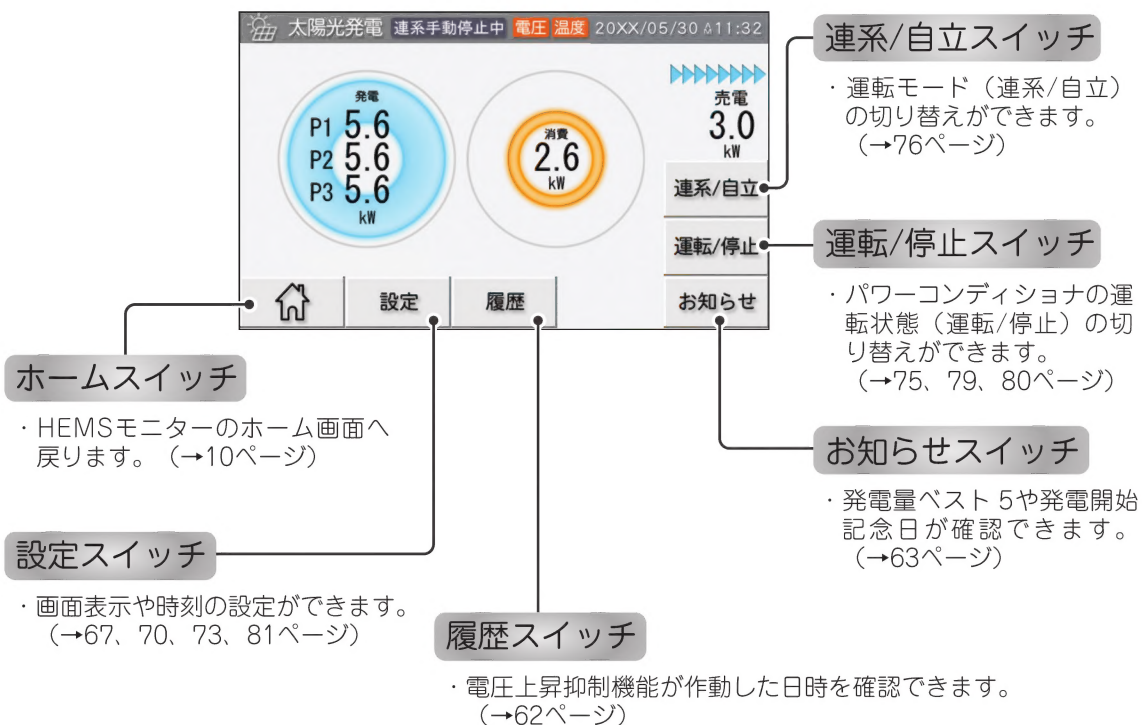 太陽光発電 連系手動停止中 電圧 温度 20XX/05/30 11:32
発電
P1 5.6
P2 5.6
P3 5.6
kW
消費
2.6
kW
売電
3.0
kW
連系/自立
運転/停止
設定
履歴
お知らせ
連系/自立スイッチ
・運転モード（連系/自立）
の切り替えができます。
（→76ページ）
運転/停止スイッチ
・パワーコンディショナの運
転状態（運転/停止）の切
り替えができます。
（→75、79、80ページ）
お知らせスイッチ
・発電量ベスト 5や発電開始
記念日が確認できます。
（→63ページ）
ホームスイッチ
・HEMSモニターのホーム画面へ
戻ります。（→10ページ）
設定スイッチ
・画面表示や時刻の設定ができます。
（→67、70、73、81ページ）
履歴スイッチ
・電圧上昇抑制機能が作動した日時を確認できます。
（→62ページ）